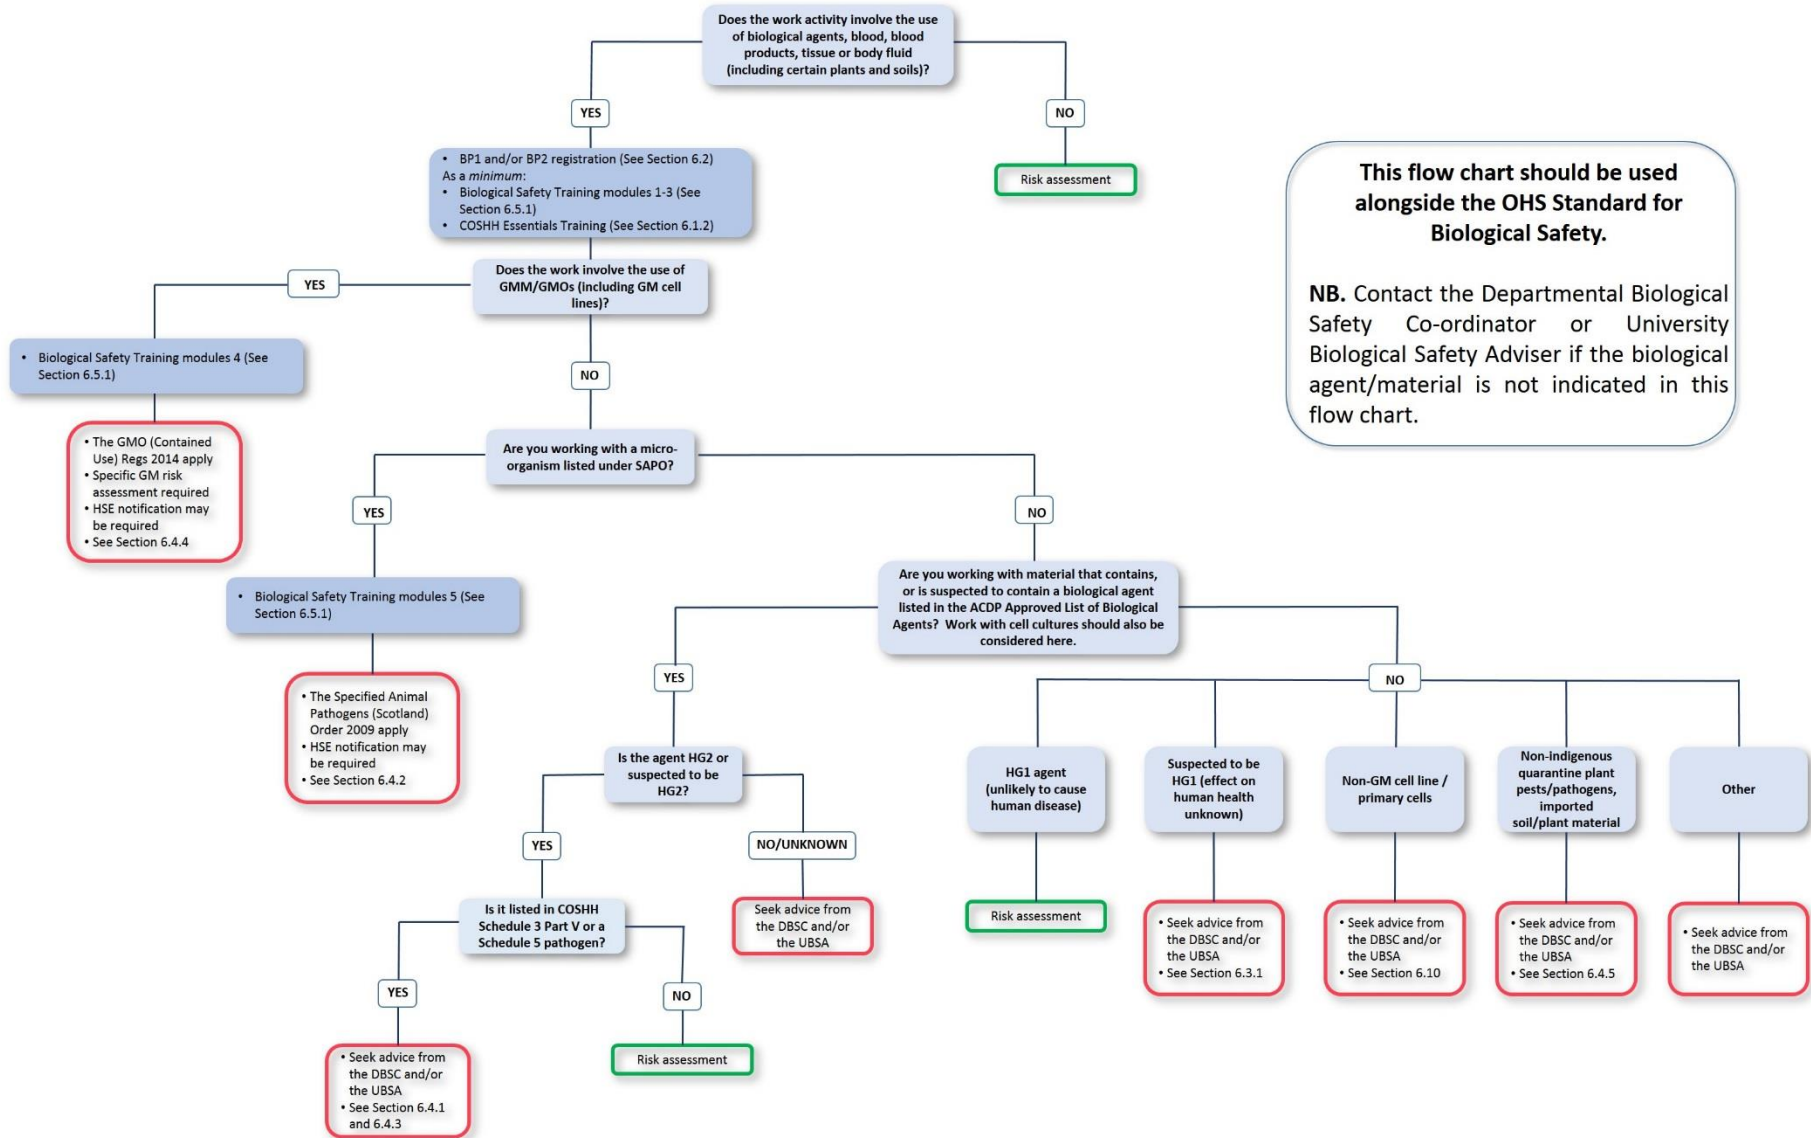 Does the work activity involve the use
of biological agents, blood, blood
products, tissue or body fluid
(including certain plants and soils)?
YES
NO
• BP1 and/or BP2 registration (See Section 6.2)
As a minimum:
• Biological Safety Training modules 1-3 (See
Section 6.5.1)
• COSHH Essentials Training (See Section 6.1.2)
Risk assessment
This flow chart should be used
alongside the OHS Standard for
Biological Safety.
NB. Contact the Departmental Biological
Safety Co-ordinator or University
Biological Safety Adviser if the biological
agent/material is not indicated in this
flow chart.
Does the work involve the use of
GMM/GMOs (including GM cell
lines)?
YES
• Biological Safety Training modules 4 (See
Section 6.5.1)
NO
• The GMO (Contained
Use) Regs 2014 apply
• Specific GM risk
assessment required
• HSE notification may
be required
• See Section 6.4.4
Are you working with a micro-
organism listed under SAPO?
YES
NO
• Biological Safety Training modules 5 (See
Section 6.5.1)
• The Specified Animal
Pathogens (Scotland)
Order 2009 apply
• HSE notification may
be required
• See Section 6.4.2
Are you working with material that contains,
or is suspected to contain a biological agent
listed in the ACDP Approved List of Biological
Agents? Work with cell cultures should also be
considered here.
YES
NO
Is the agent HG2 or
suspected to be
HG2?
YES
NO/UNKNOWN
Seek advice from
the DBSC and/or
the UBSA
Is it listed in COSHH
Schedule 3 Part V or a
Schedule 5 pathogen?
YES
NO
• Seek advice from
the DBSC and/or
the UBSA
• See Section 6.4.1
and 6.4.3
Risk assessment
HG1 agent
(unlikely to cause
human disease)
Risk assessment
Suspected to be
HG1 (effect on
human health
unknown)
• Seek advice from
the DBSC and/or
the UBSA
• See Section 6.3.1
Non-GM cell line /
primary cells
• Seek advice from
the DBSC and/or
the UBSA
• See Section 6.10
Non-indigenous
quarantine plant
pests/pathogens,
imported
soil/plant material
• Seek advice from
the DBSC and/or
the UBSA
• See Section 6.4.5
Other
• Seek advice from
the DBSC and/or
the UBSA